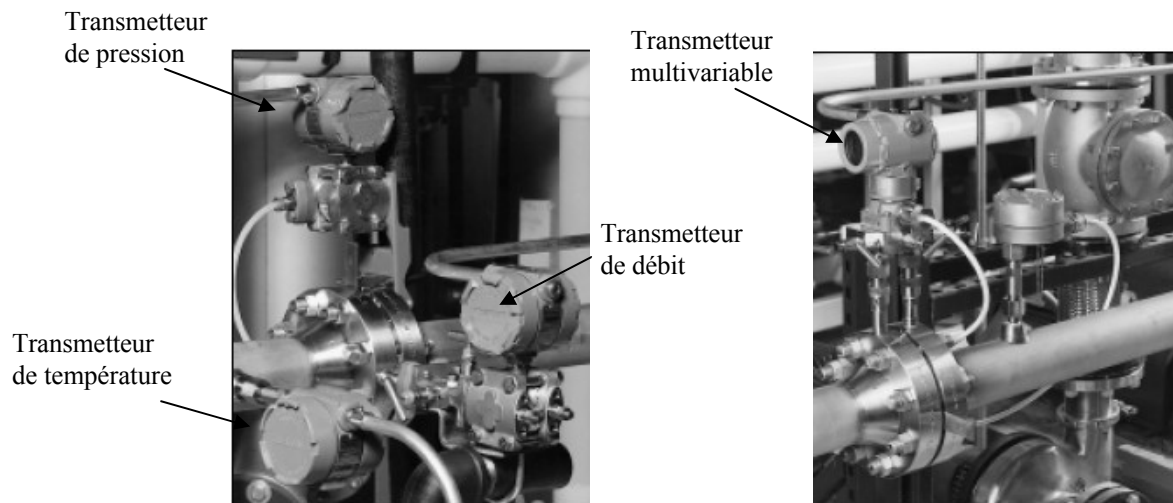 Transmetteur
de pression
Transmetteur
multivariable
Transmetteur
de débit
Transmetteur
de température